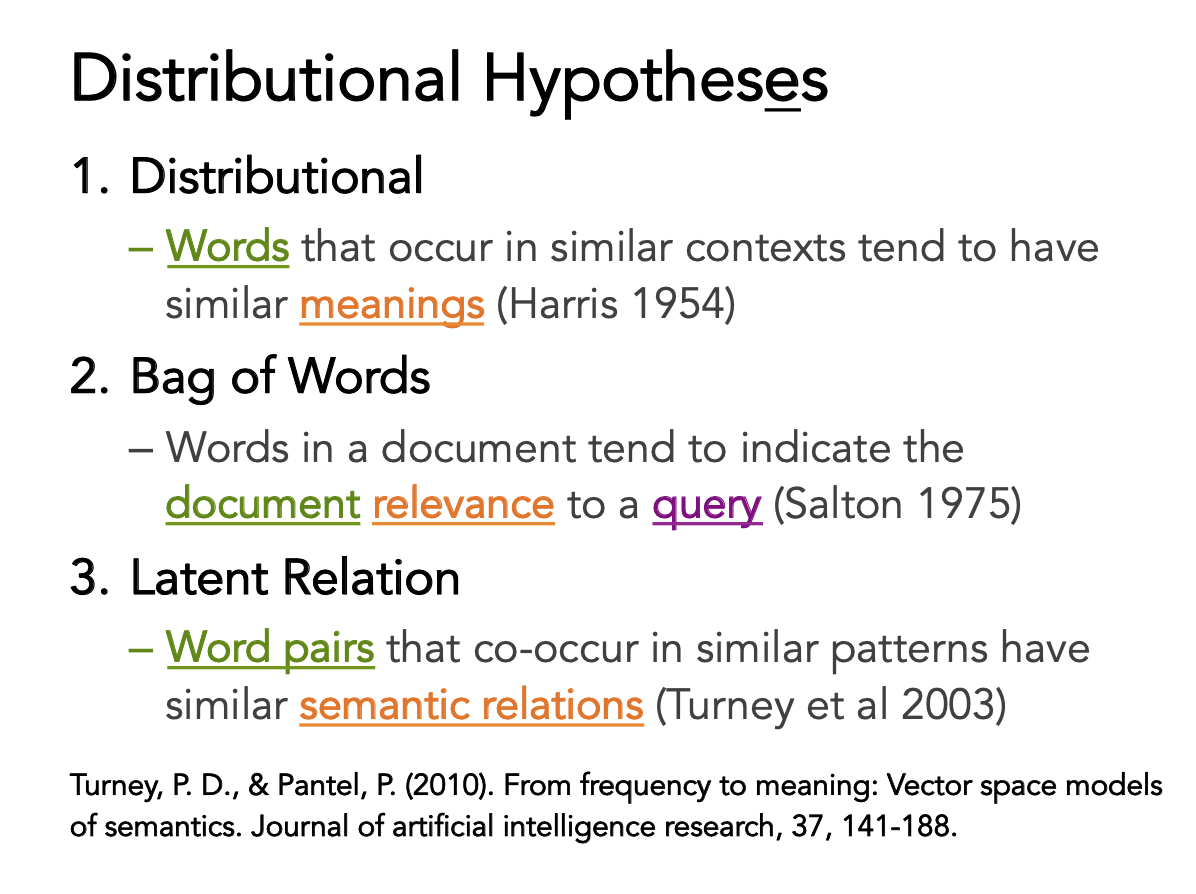 Distributional Hypotheses
1. Distributional
– Words that occur in similar contexts tend to have
similar meanings (Harris 1954)
2. Bag of Words
– Words in a document tend to indicate the
document relevance to a query (Salton 1975)
3. Latent Relation
– Word pairs that co-occur in similar patterns have
similar semantic relations (Turney et al 2003)
Turney, P. D., & Pantel, P. (2010). From frequency to meaning: Vector space models
of semantics. Journal of artificial intelligence research, 37, 141-188.